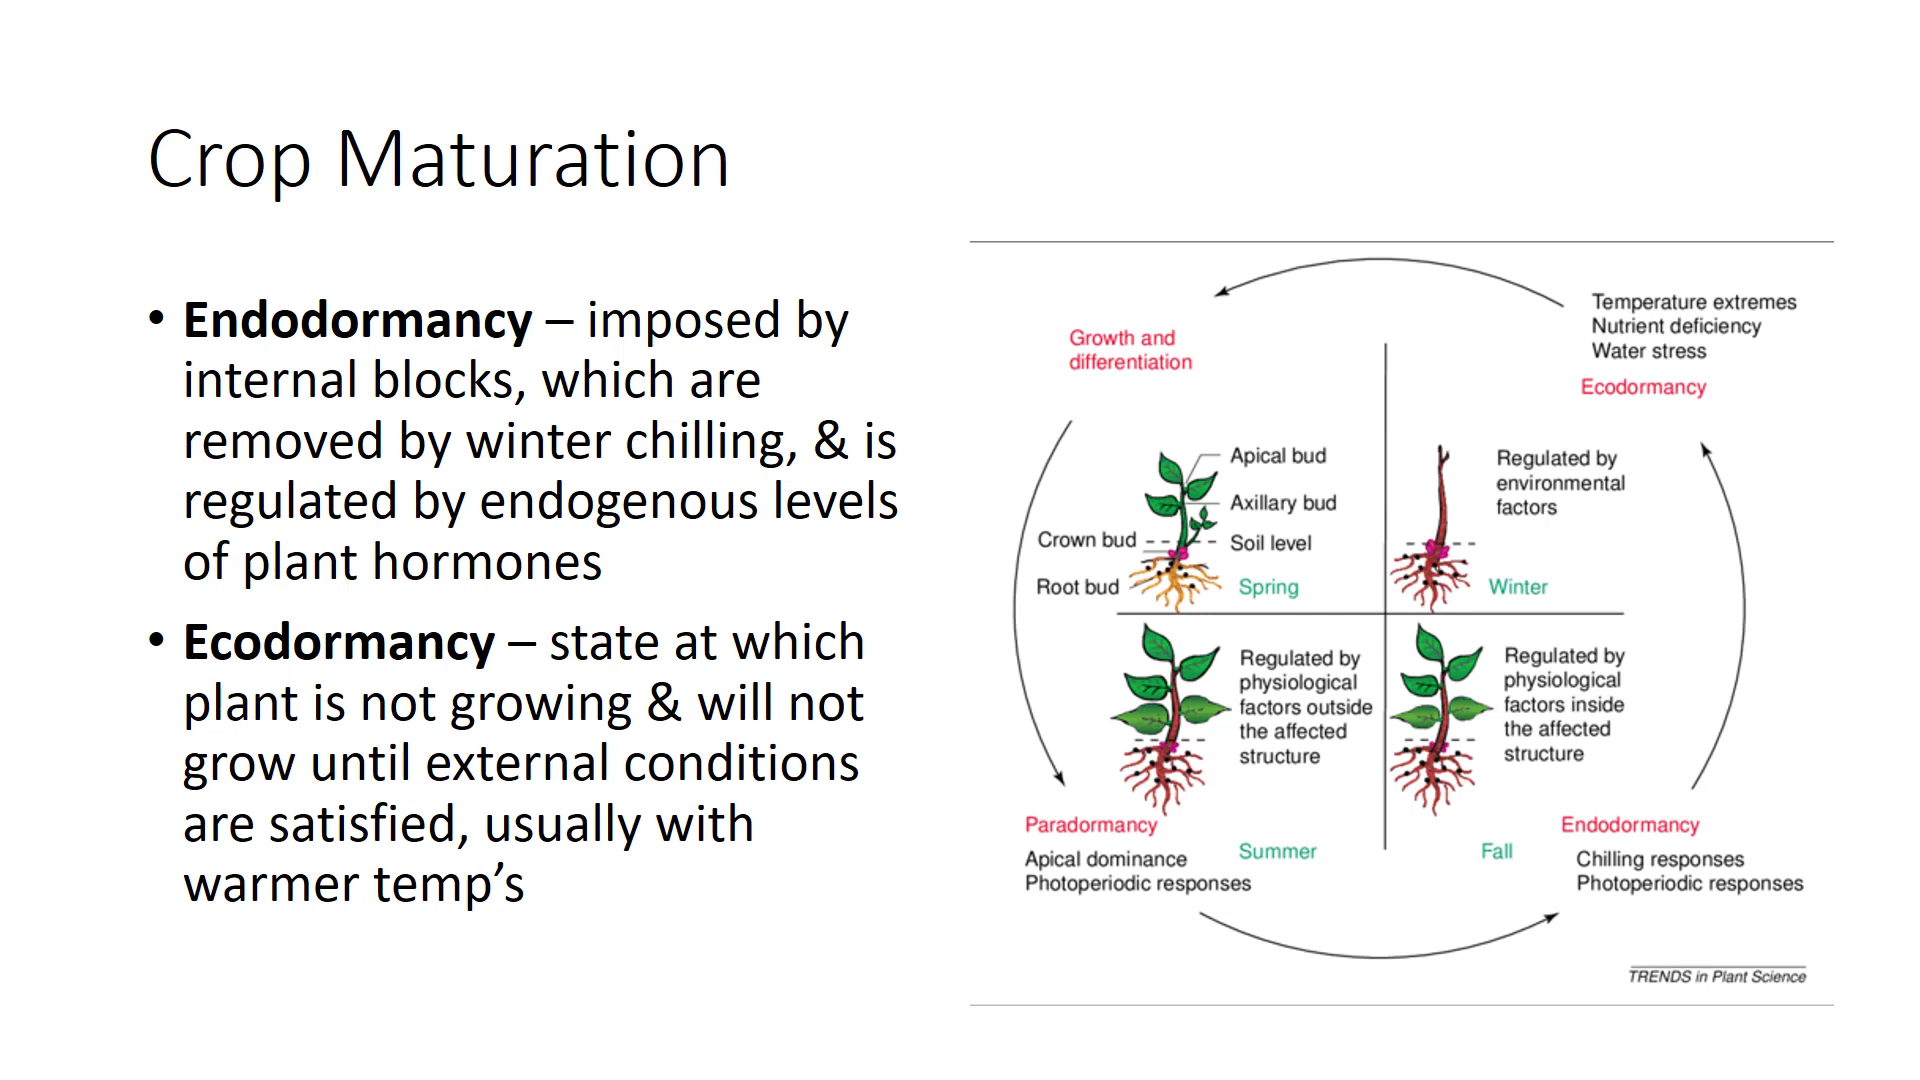 Crop Maturation
• Endodormancy – imposed by
internal blocks, which are
removed by winter chilling, & is
regulated by endogenous levels
of plant hormones
• Ecodormancy – state at which
plant is not growing & will not
grow until external conditions
are satisfied, usually with
warmer temp’s
Growth and
differentiation
Temperature extremes
Nutrient deficiency
Water stress
Ecodormancy
Apical bud
Axillary bud
Crown bud
Soil level
Root bud
Spring
Regulated by
environmental
factors
Winter
Regulated by
physiological
factors outside
the affected
structure
Regulated by
physiological
factors inside
the affected
structure
Paradormancy
Apical dominance
Photoperiodic responses
Summer
Fall
Endodormancy
Chilling responses
Photoperiodic responses
TRENDS in Plant Science